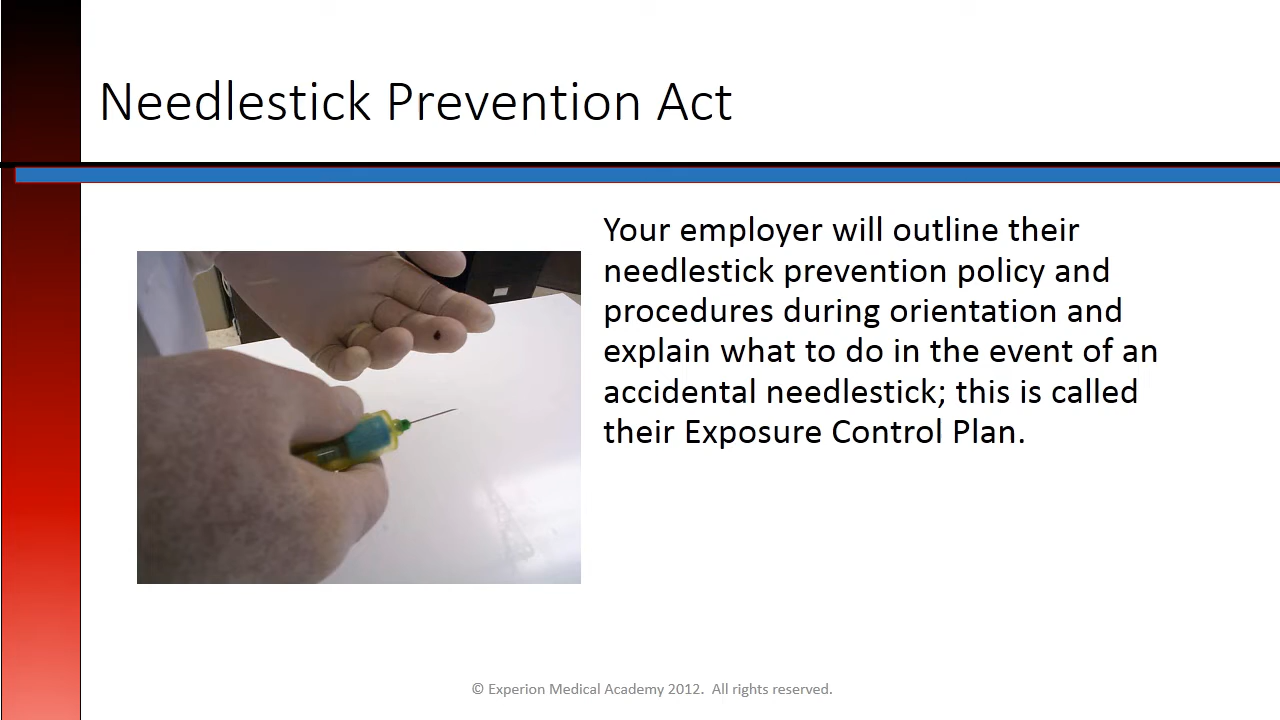 Needlestick Prevention Act
Your employer will outline their
needlestick prevention policy and
procedures during orientation and
explain what to do in the event of an
accidental needlestick; this is called
their Exposure Control Plan.
© Experion Medical Academy 2012.  All rights reserved.